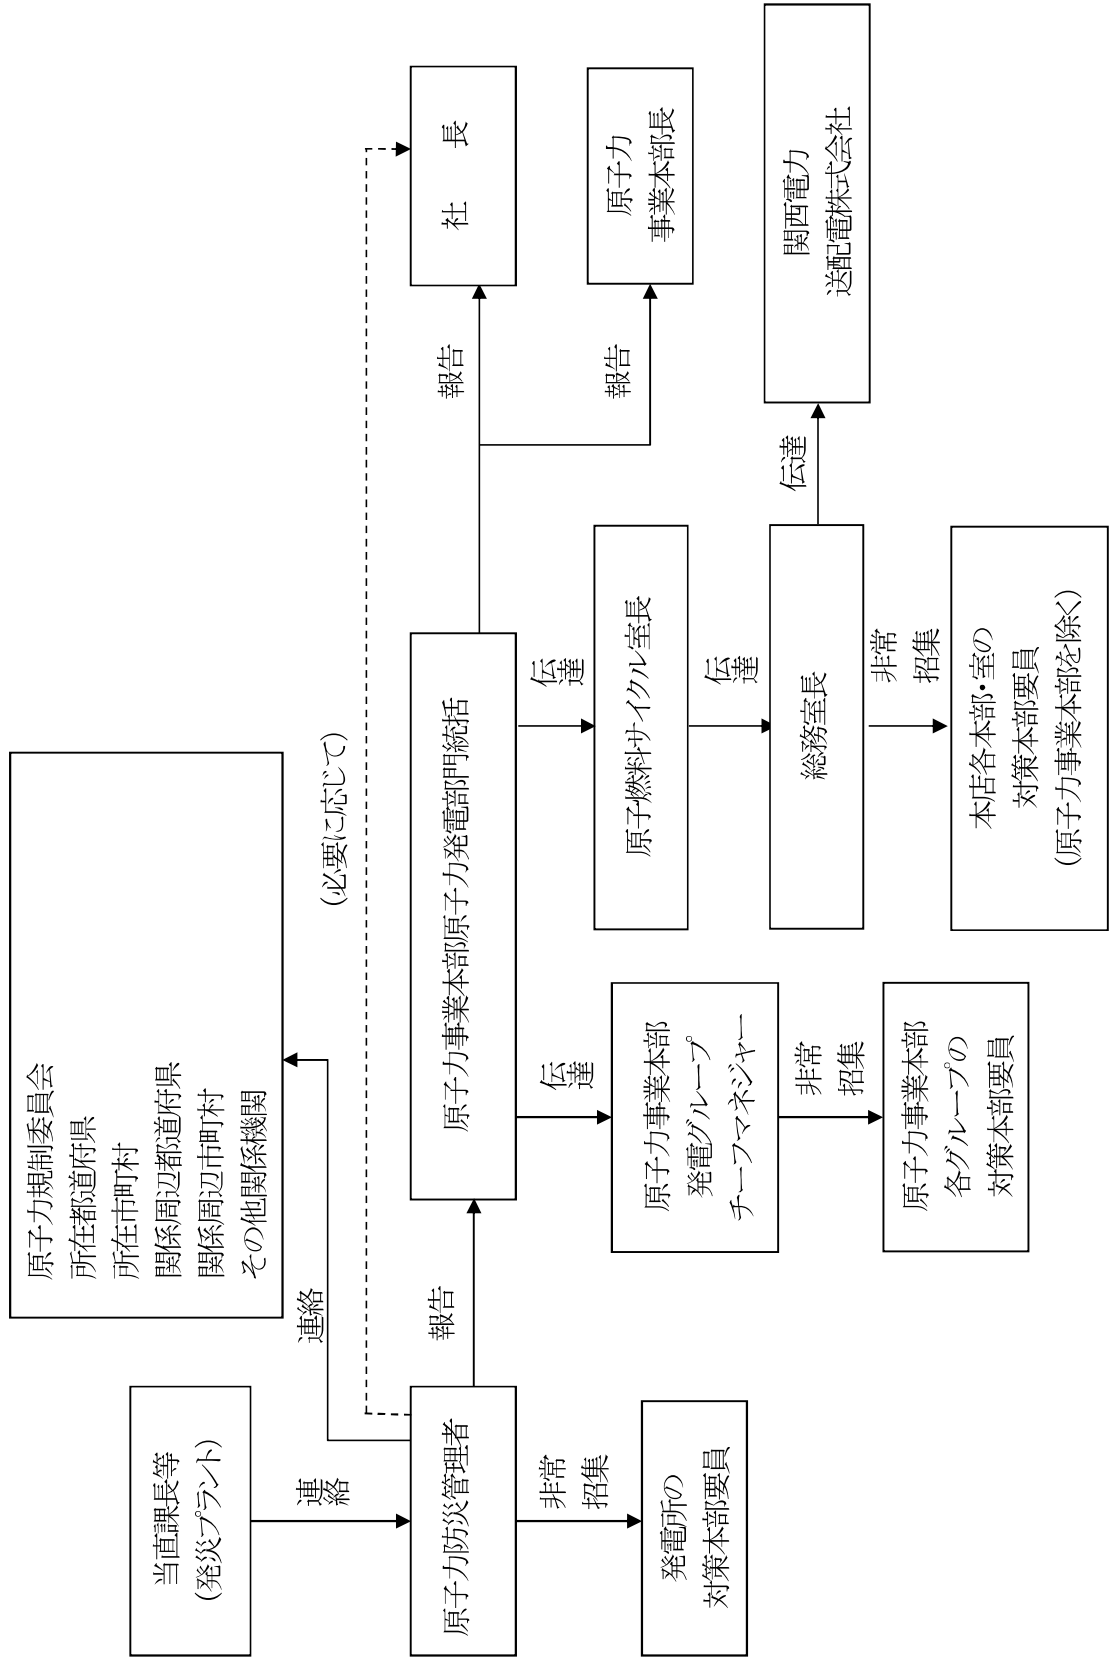 原子力規制委員会
所在都道府県
所在市町村
関係周辺都道府県
関係周辺市町村
その他関係機関
当直課長等
(発災プラント)
連絡
連絡
(必要に応じて)
原子力防災管理者
報告
原子力事業本部原子力発電部門統括
報告
社 長
報告
原子力
事業本部長
非常
招集
発電所の
対策本部要員
伝達
原子力事業本部
発電グループ
チーフマネジャー
非常
招集
原子力事業本部
各グループの
対策本部要員
伝達
原子燃料サイクル室長
伝達
総務室長
伝達
関西電力
送配電株式会社
非常
招集
本店各本部・室の
対策本部要員
(原子力事業本部を除く)